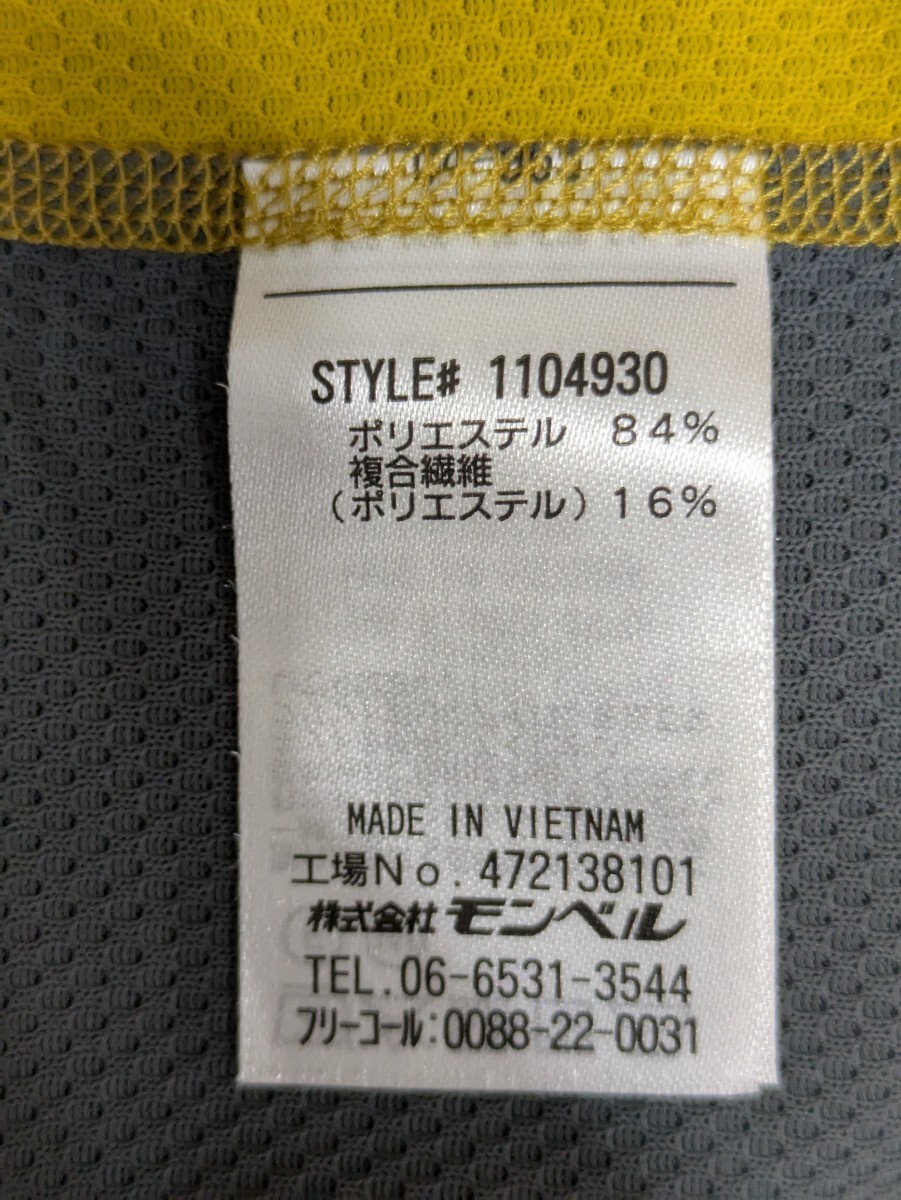 STYLE# 1104930
ポリエステル 84%
複合繊維
(ポリエステル)16%
MADE IN VIETNAM
工場No.472138101
株式会社モンベル
TEL.06-6531-3544
フリーコール:0088-22-0031